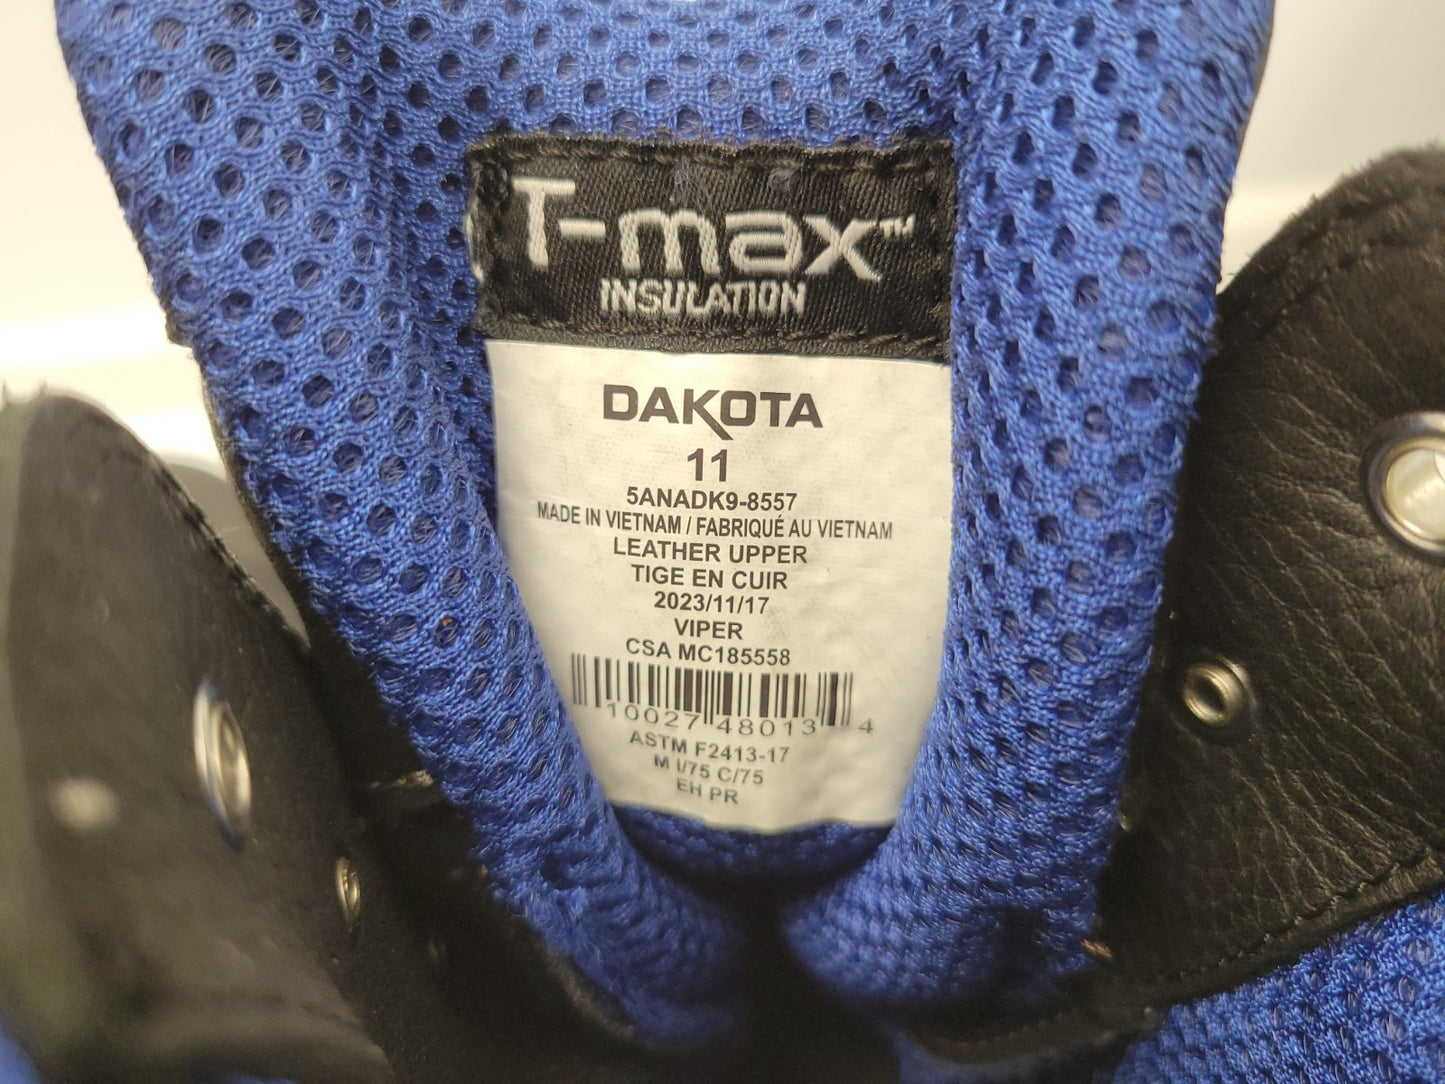 T-max™
INSULATION
DAKOTA
11
5ANADK9-8557
MADE IN VIETNAM / FABRIQUÉ AU VIETNAM
LEATHER UPPER
TIGE EN CUIR
2023/11/17
VIPER
CSA MC185558
10027 48013 4
ASTM F2413-17
M I/75 C/75
EH PR